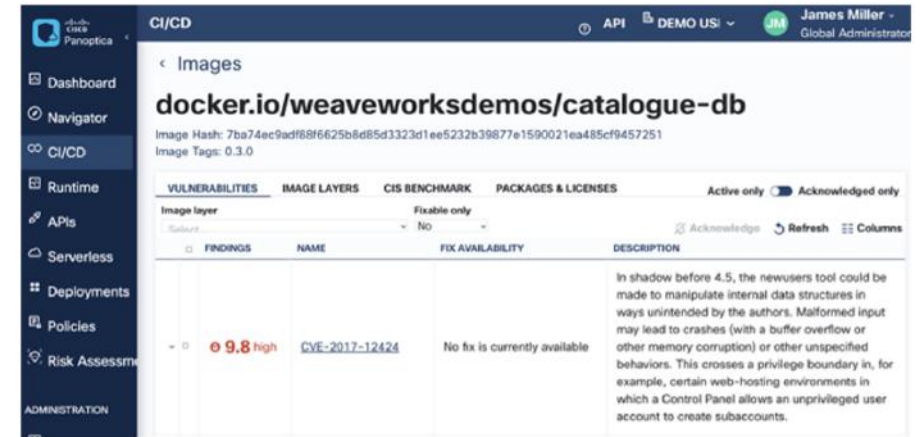 CISCO
Panoptica
CI/CD
API
DEMO USI
JM
James Miller -
Global Administrator
Dashboard
Navigator
CI/CD
Runtime
APIs
Serverless
Deployments
Policies
Risk Assessme
ADMINISTRATION
‹ Images
docker.io/weaveworksdemos/catalogue-db
Image Hash: 7ba74ec9adf88f6625b8d85d3323d1ee5232b39877e1590021ea485cf9457251
Image Tags: 0.3.0
VULNERABILITIES IMAGE LAYERS CIS BENCHMARK PACKAGES & LICENSES
Active only Acknowledged only
Image layer Fixable only
Select No
Acknowledge Refresh Columns
FINDINGS NAME FIX AVAILABILITY DESCRIPTION
9.8 high CVE-2017-12424 No fix is currently available
In shadow before 4.5, the newusers tool could be
made to manipulate internal data structures in
ways unintended by the authors. Malformed input
may lead to crashes (with a buffer overflow or
other memory corruption) or other unspecified
behaviors. This crosses a privilege boundary in, for
example, certain web-hosting environments in
which a Control Panel allows an unprivileged user
account to create subaccounts.